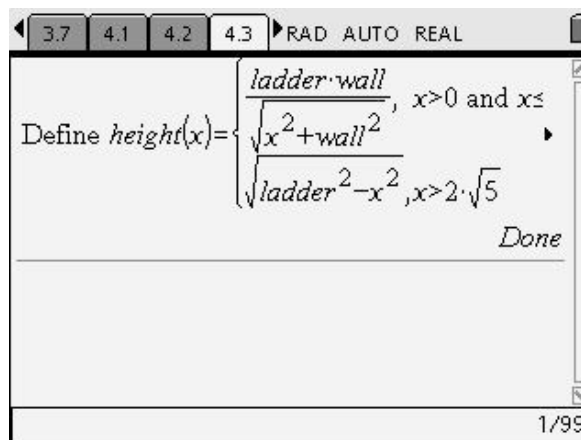 3.7 4.1 4.2 4.3 RAD AUTO REAL
ladder·wall
√x²+wall² , x>0 and x≤
Define height(x)=
√ladder²−x² ,x>2·√5
Done
1/99